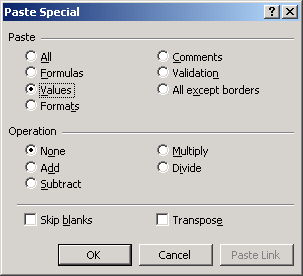 Paste Special
Paste
All
Comments
Formulas
Validation
Values
All except borders
Formats
Operation
None
Multiply
Add
Divide
Subtract
Skip blanks
Transpose
OK
Cancel
Paste Link